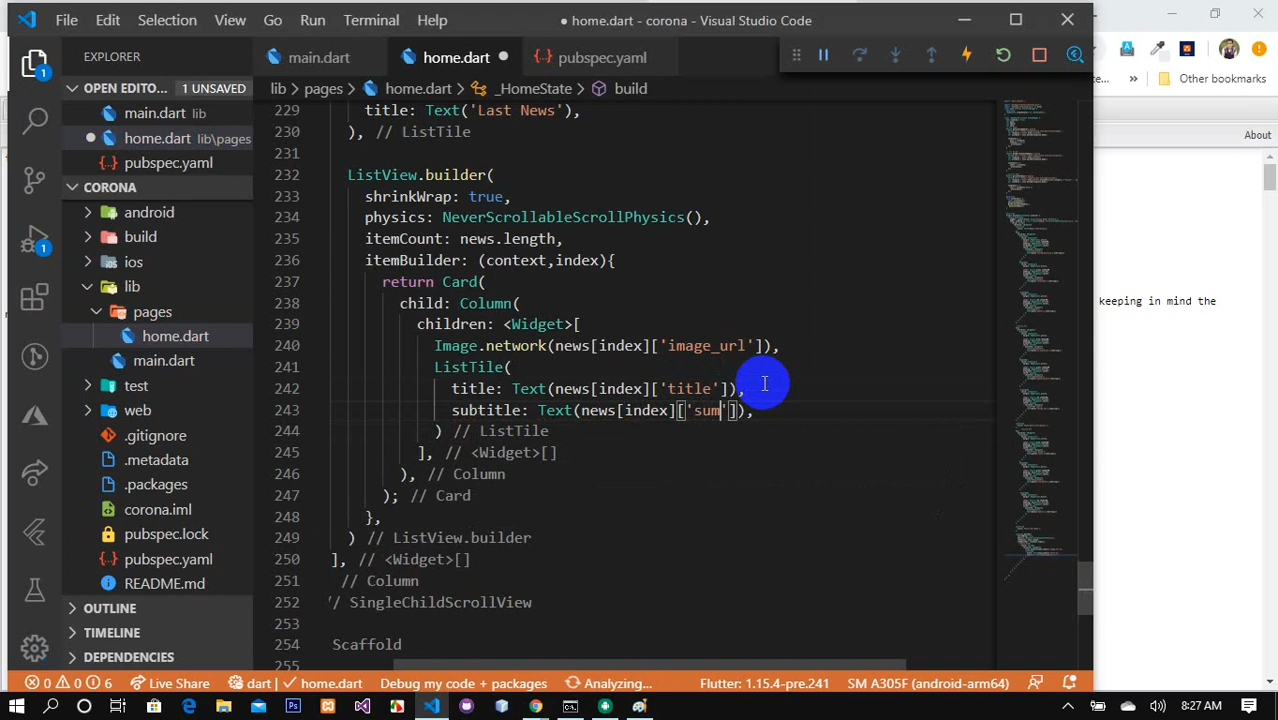 File Edit Selection View Go Run Terminal Help
● home.dart - corona - Visual Studio Code
EXPLORER
main.dart
home.dart
pubspec.yaml
OPEN EDITO... 1 UNSAVED
main.dart lib
home.dart lib\pages
pubspec.yaml
CORONA
android
build
ios
lib
pages
home.dart
main.dart
test
web
.gitignore
.metadata
.packages
corona.iml
pubspec.lock
pubspec.yaml
README.md
OUTLINE
TIMELINE
DEPENDENCIES
1
1
lib > pages > home.dart > _HomeState > build
229 title: Text('Last News'),
230 ), // ListTile
231
232 ListView.builder(
233 shrinkWrap: true,
234 physics: NeverScrollableScrollPhysics(),
235 itemCount: news.length,
236 itemBuilder: (context,index){
237 return Card(
238 child: Column(
239 children: <Widget>[
240 Image.network(news[index]['image_url']),
241 ListTile(
242 title: Text(news[index]['title']),
243 subtitle: Text(news[index]['sum']),
244 ) // ListTile
245 ], // <Widget>[]
246 ), // Column
247 ); // Card
248 },
249 ) // ListView.builder
250 ], // <Widget>[]
251 // Column
252 // SingleChildScrollView
253
254 Scaffold
255
te...
» Other bookmarks
About
keeping in mind the
0 0 6 Live Share dart | home.dart Debug my code + packages Analyzing... Flutter: 1.15.4-pre.241 SM A305F (android-arm64)
8:27 AM